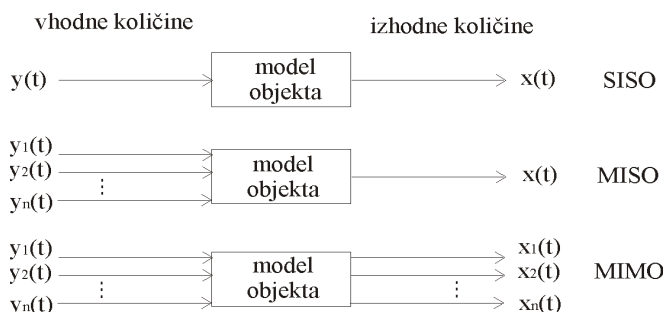 vhodne količine izhodne količine
y(t) model objekta x(t) SISO
y1(t)
y2(t) model objekta x(t) MISO
⋮
yn(t)
y1(t) x1(t)
y2(t) model objekta x2(t) MIMO
⋮ ⋮
yn(t) xn(t)